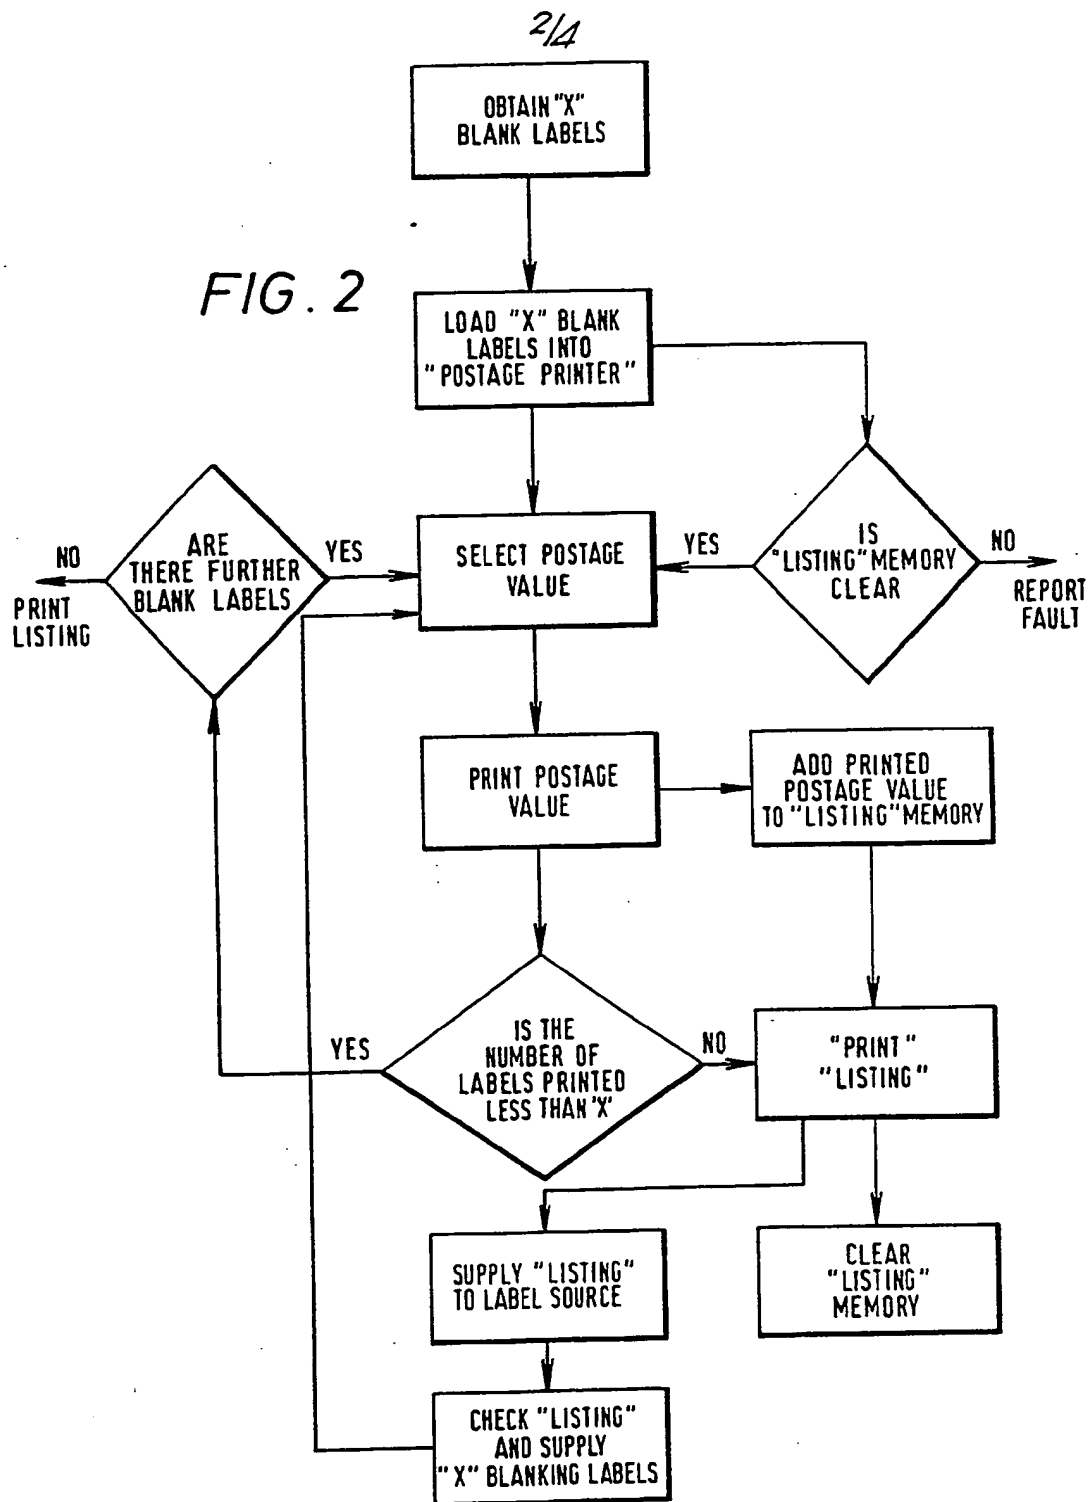 2/4
OBTAIN "X"
BLANK LABELS
FIG. 2
LOAD "X" BLANK
LABELS INTO
"POSTAGE PRINTER"
ARE
THERE FURTHER
BLANK LABELS
NO
PRINT
LISTING
YES
SELECT POSTAGE
VALUE
YES
IS
"LISTING" MEMORY
CLEAR
NO
REPORT
FAULT
PRINT POSTAGE
VALUE
ADD PRINTED
POSTAGE VALUE
TO "LISTING" MEMORY
YES
IS THE
NUMBER OF
LABELS PRINTED
LESS THAN 'X'
NO
"PRINT"
"LISTING"
SUPPLY "LISTING"
TO LABEL SOURCE
CLEAR
"LISTING"
MEMORY
CHECK "LISTING"
AND SUPPLY
"X" BLANKING LABELS